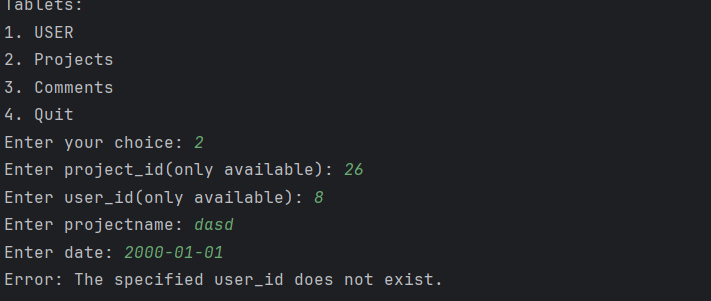 Tablets:
1. USER
2. Projects
3. Comments
4. Quit
Enter your choice: 2
Enter project_id(only available): 26
Enter user_id(only available): 8
Enter projectname: dasd
Enter date: 2000-01-01
Error: The specified user_id does not exist.